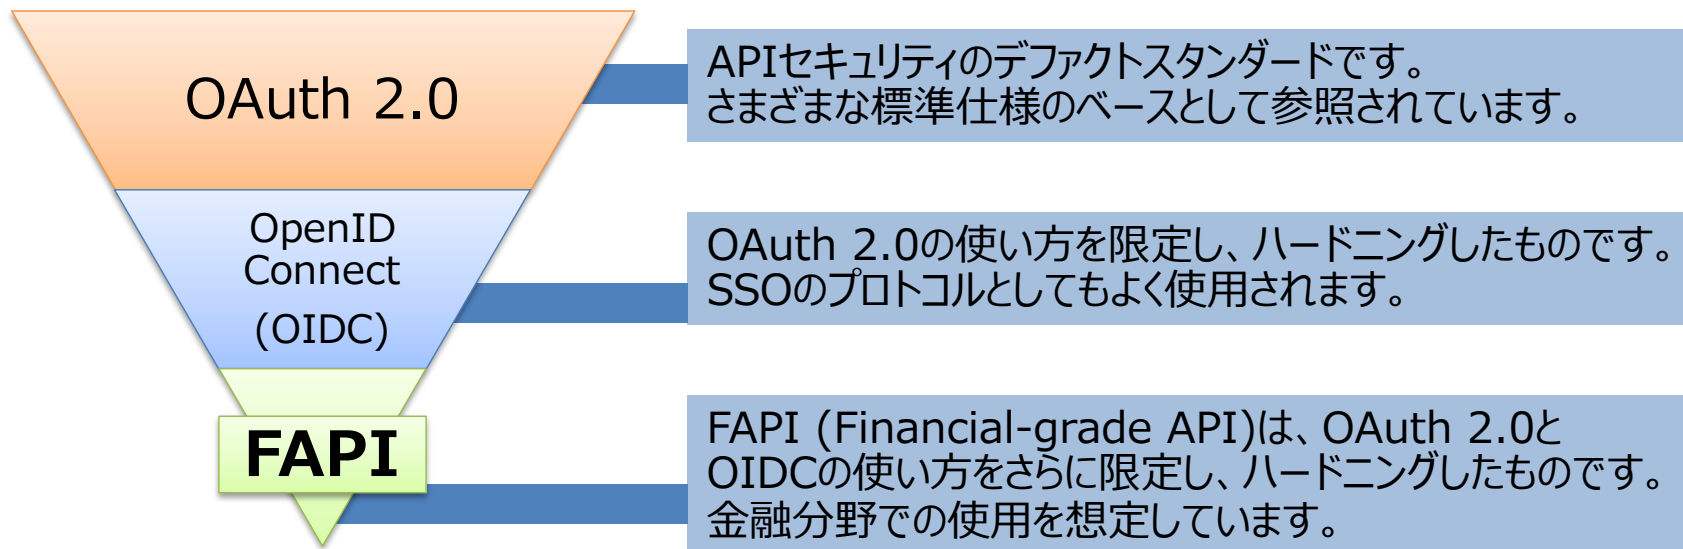 OAuth 2.0
APIセキュリティのデファクトスタンダードです。
さまざまな標準仕様のベースとして参照されています。
OpenID
Connect
(OIDC)
OAuth 2.0の使い方を限定し、ハードニングしたものです。
SSOのプロトコルとしてもよく使用されます。
FAPI
FAPI (Financial-grade API)は、OAuth 2.0と
OIDCの使い方をさらに限定し、ハードニングしたものです。
金融分野での使用を想定しています。